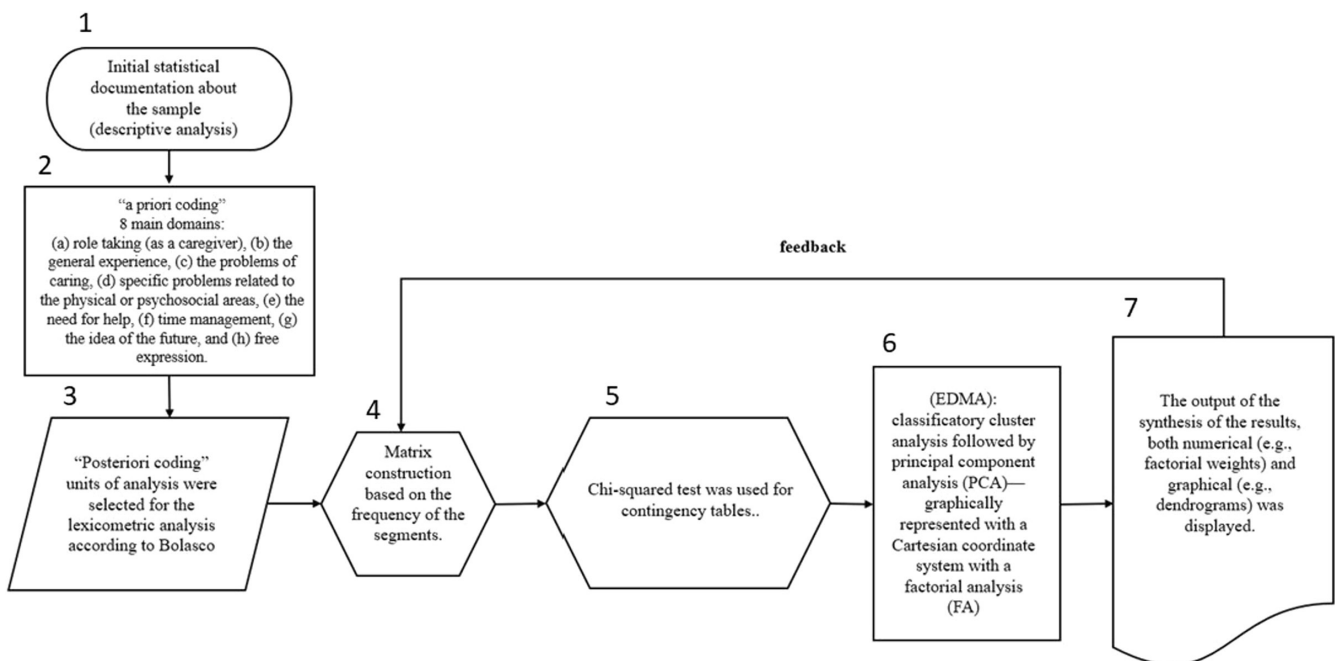 1
Initial statistical
documentation about
the sample
(descriptive analysis)
2
“a priori coding”
8 main domains:
(a) role taking (as a caregiver), (b) the
general experience, (c) the problems of
caring, (d) specific problems related to
the physical or psychosocial areas, (e) the
need for help, (f) time management, (g)
the idea of the future, and (h) free
expression.
3
“Posteriori coding”
units of analysis were
selected for the
lexicometric analysis
according to Bolasco
4
Matrix
construction
based on the
frequency of the
segments.
5
Chi-squared test was used for
contingency tables..
6
(EDMA):
classificatory cluster
analysis followed by
principal component
analysis (PCA)—
graphically
represented with a
Cartesian coordinate
system with a
factorial analysis
(FA)
7
The output of the
synthesis of the results,
both numerical (e.g.,
factorial weights) and
graphical (e.g.,
dendrograms) was
displayed.
feedback